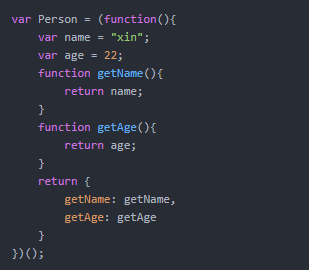 var Person = (function(){
    var name = "xin";
    var age = 22;
    function getName(){
        return name;
    }
    function getAge(){
        return age;
    }
    return {
        getName: getName,
        getAge: getAge
    }
})();